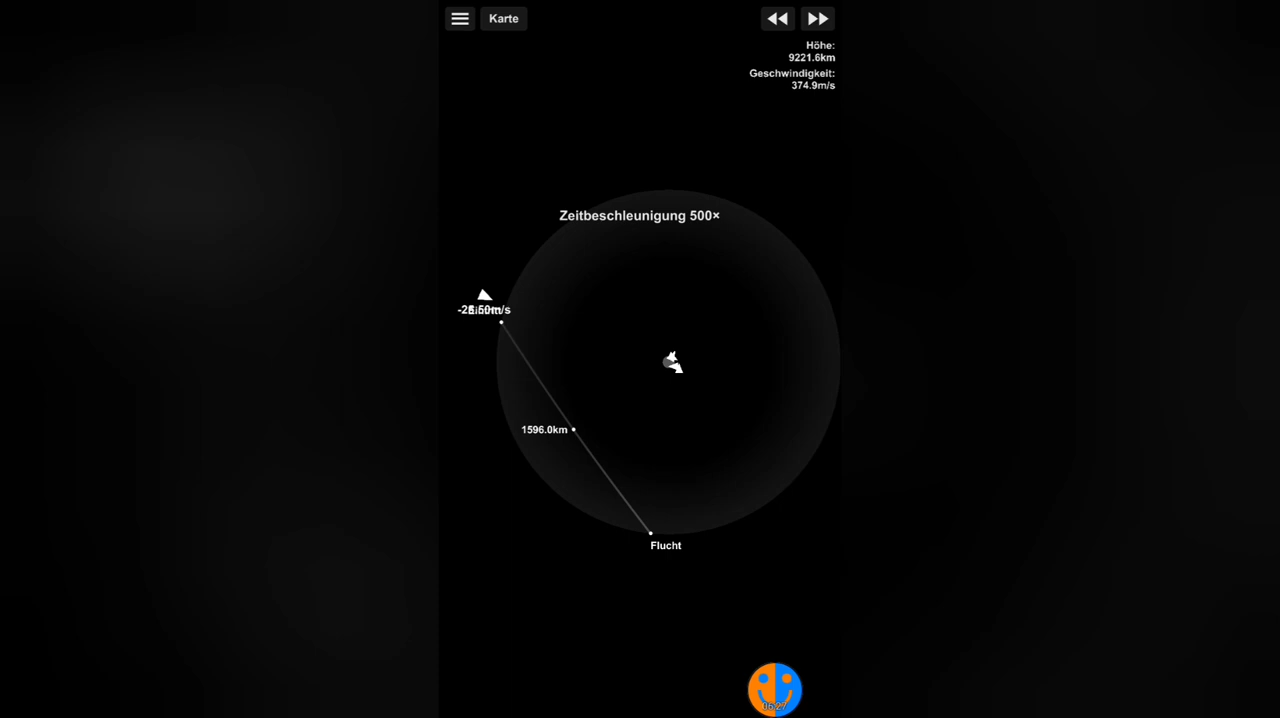 Karte
Höhe:
9221.6km
Geschwindigkeit:
374.9m/s
Zeitbeschleunigung 500×
1596.0km
Flucht